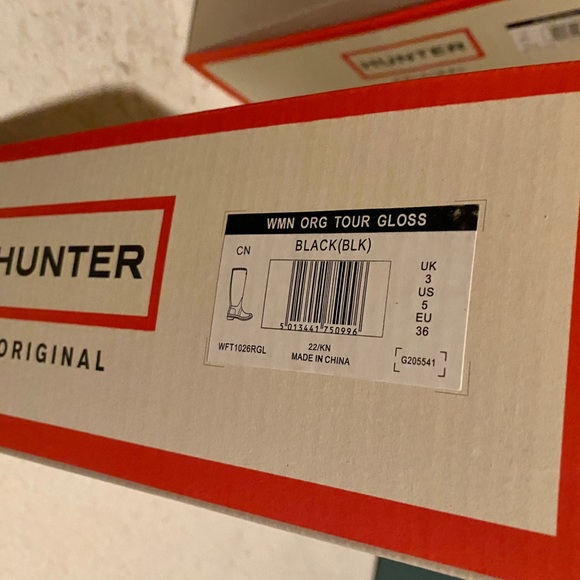 HUNTER
HUNTER
ORIGINAL
WMN ORG TOUR GLOSS
CN
BLACK(BLK)
5 013441 750996
WFT1026RGL
22/KN
MADE IN CHINA
UK
3
US
5
EU
36
G205541